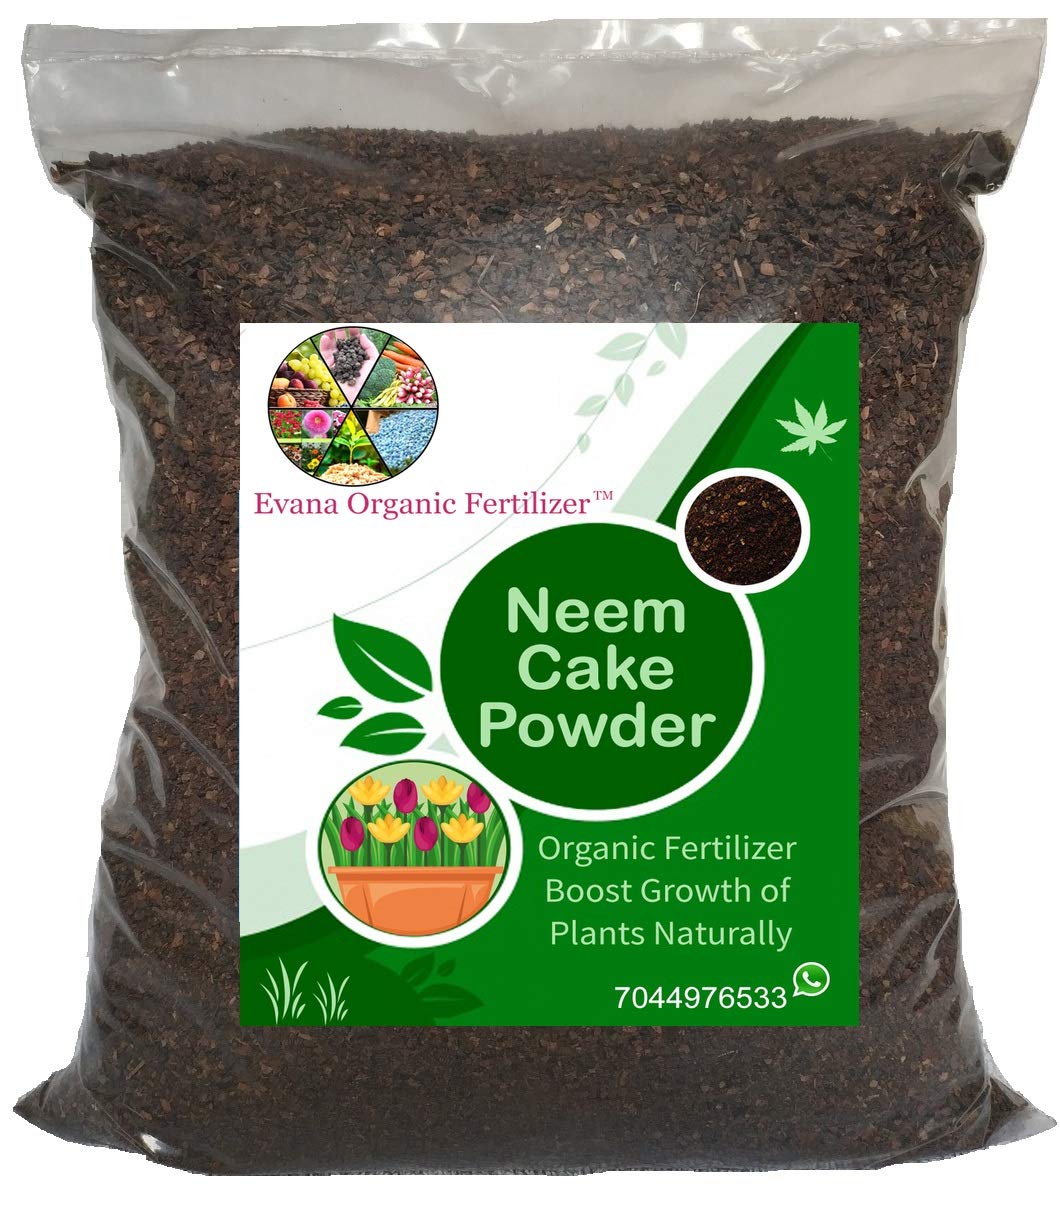 Evana Organic Fertilizer™
Neem
Cake
Powder
Organic Fertilizer
Boost Growth of
Plants Naturally
7044976533